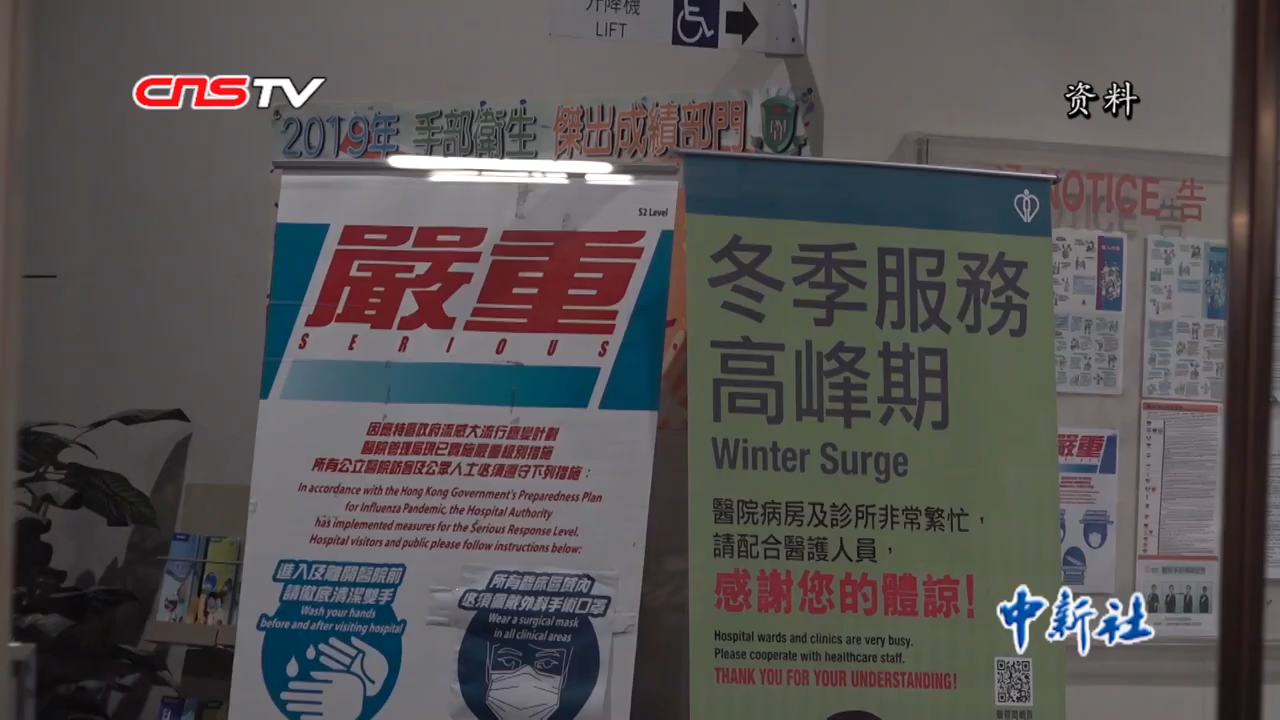 升降機
LIFT
CNSTV
资料
2019年 手部衛生 傑出成績部門
NOTICE 告
S2 Level
嚴重
SERIOUS
因應特區政府流感大流行應變計劃
醫院管理局現已實施嚴重級別措施
所有公立醫院訪客及公眾人士必須遵守下列措施：
In accordance with the Hong Kong Government's Preparedness Plan
for Influenza Pandemic, the Hospital Authority
has implemented measures for the Serious Response Level.
Hospital visitors and public please follow instructions below:
進入及離開醫院前
請徹底清潔雙手
Wash your hands
before and after visiting hospital
所有臨床區域內
必須佩戴外科手術口罩
Wear a surgical mask
in all clinical areas
冬季服務
高峰期
Winter Surge
醫院病房及診所非常繁忙，
請配合醫護人員，
感謝您的體諒！
Hospital wards and clinics are very busy.
Please cooperate with healthcare staff.
THANK YOU FOR YOUR UNDERSTANDING!
嚴重
中新社